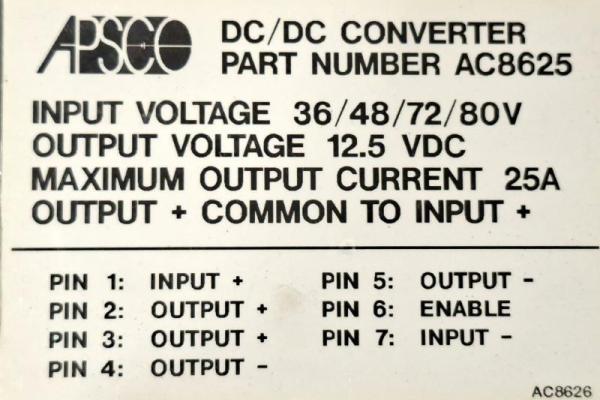 APSCO
DC/DC CONVERTER
PART NUMBER AC8625
INPUT VOLTAGE 36/48/72/80V
OUTPUT VOLTAGE 12.5 VDC
MAXIMUM OUTPUT CURRENT 25A
OUTPUT + COMMON TO INPUT +
PIN 1: INPUT +
PIN 2: OUTPUT +
PIN 3: OUTPUT +
PIN 4: OUTPUT -
PIN 5: OUTPUT -
PIN 6: ENABLE
PIN 7: INPUT -
AC8626